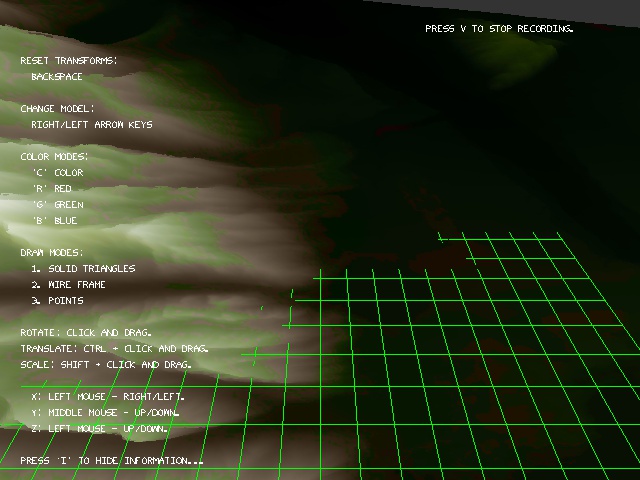 PRESS V TO STOP RECORDING.
RESET TRANSFORMS:
BACKSPACE
CHANGE MODEL:
RIGHT/LEFT ARROW KEYS
COLOR MODES:
'C' COLOR
'R' RED
'G' GREEN
'B' BLUE
DRAW MODES:
1. SOLID TRIANGLES
2. WIRE FRAME
3. POINTS
ROTATE: CLICK AND DRAG.
TRANSLATE: CTRL + CLICK AND DRAG.
SCALE: SHIFT + CLICK AND DRAG.
X: LEFT MOUSE - RIGHT/LEFT.
Y: MIDDLE MOUSE - UP/DOWN.
Z: LEFT MOUSE - UP/DOWN.
PRESS 'I' TO HIDE INFORMATION...